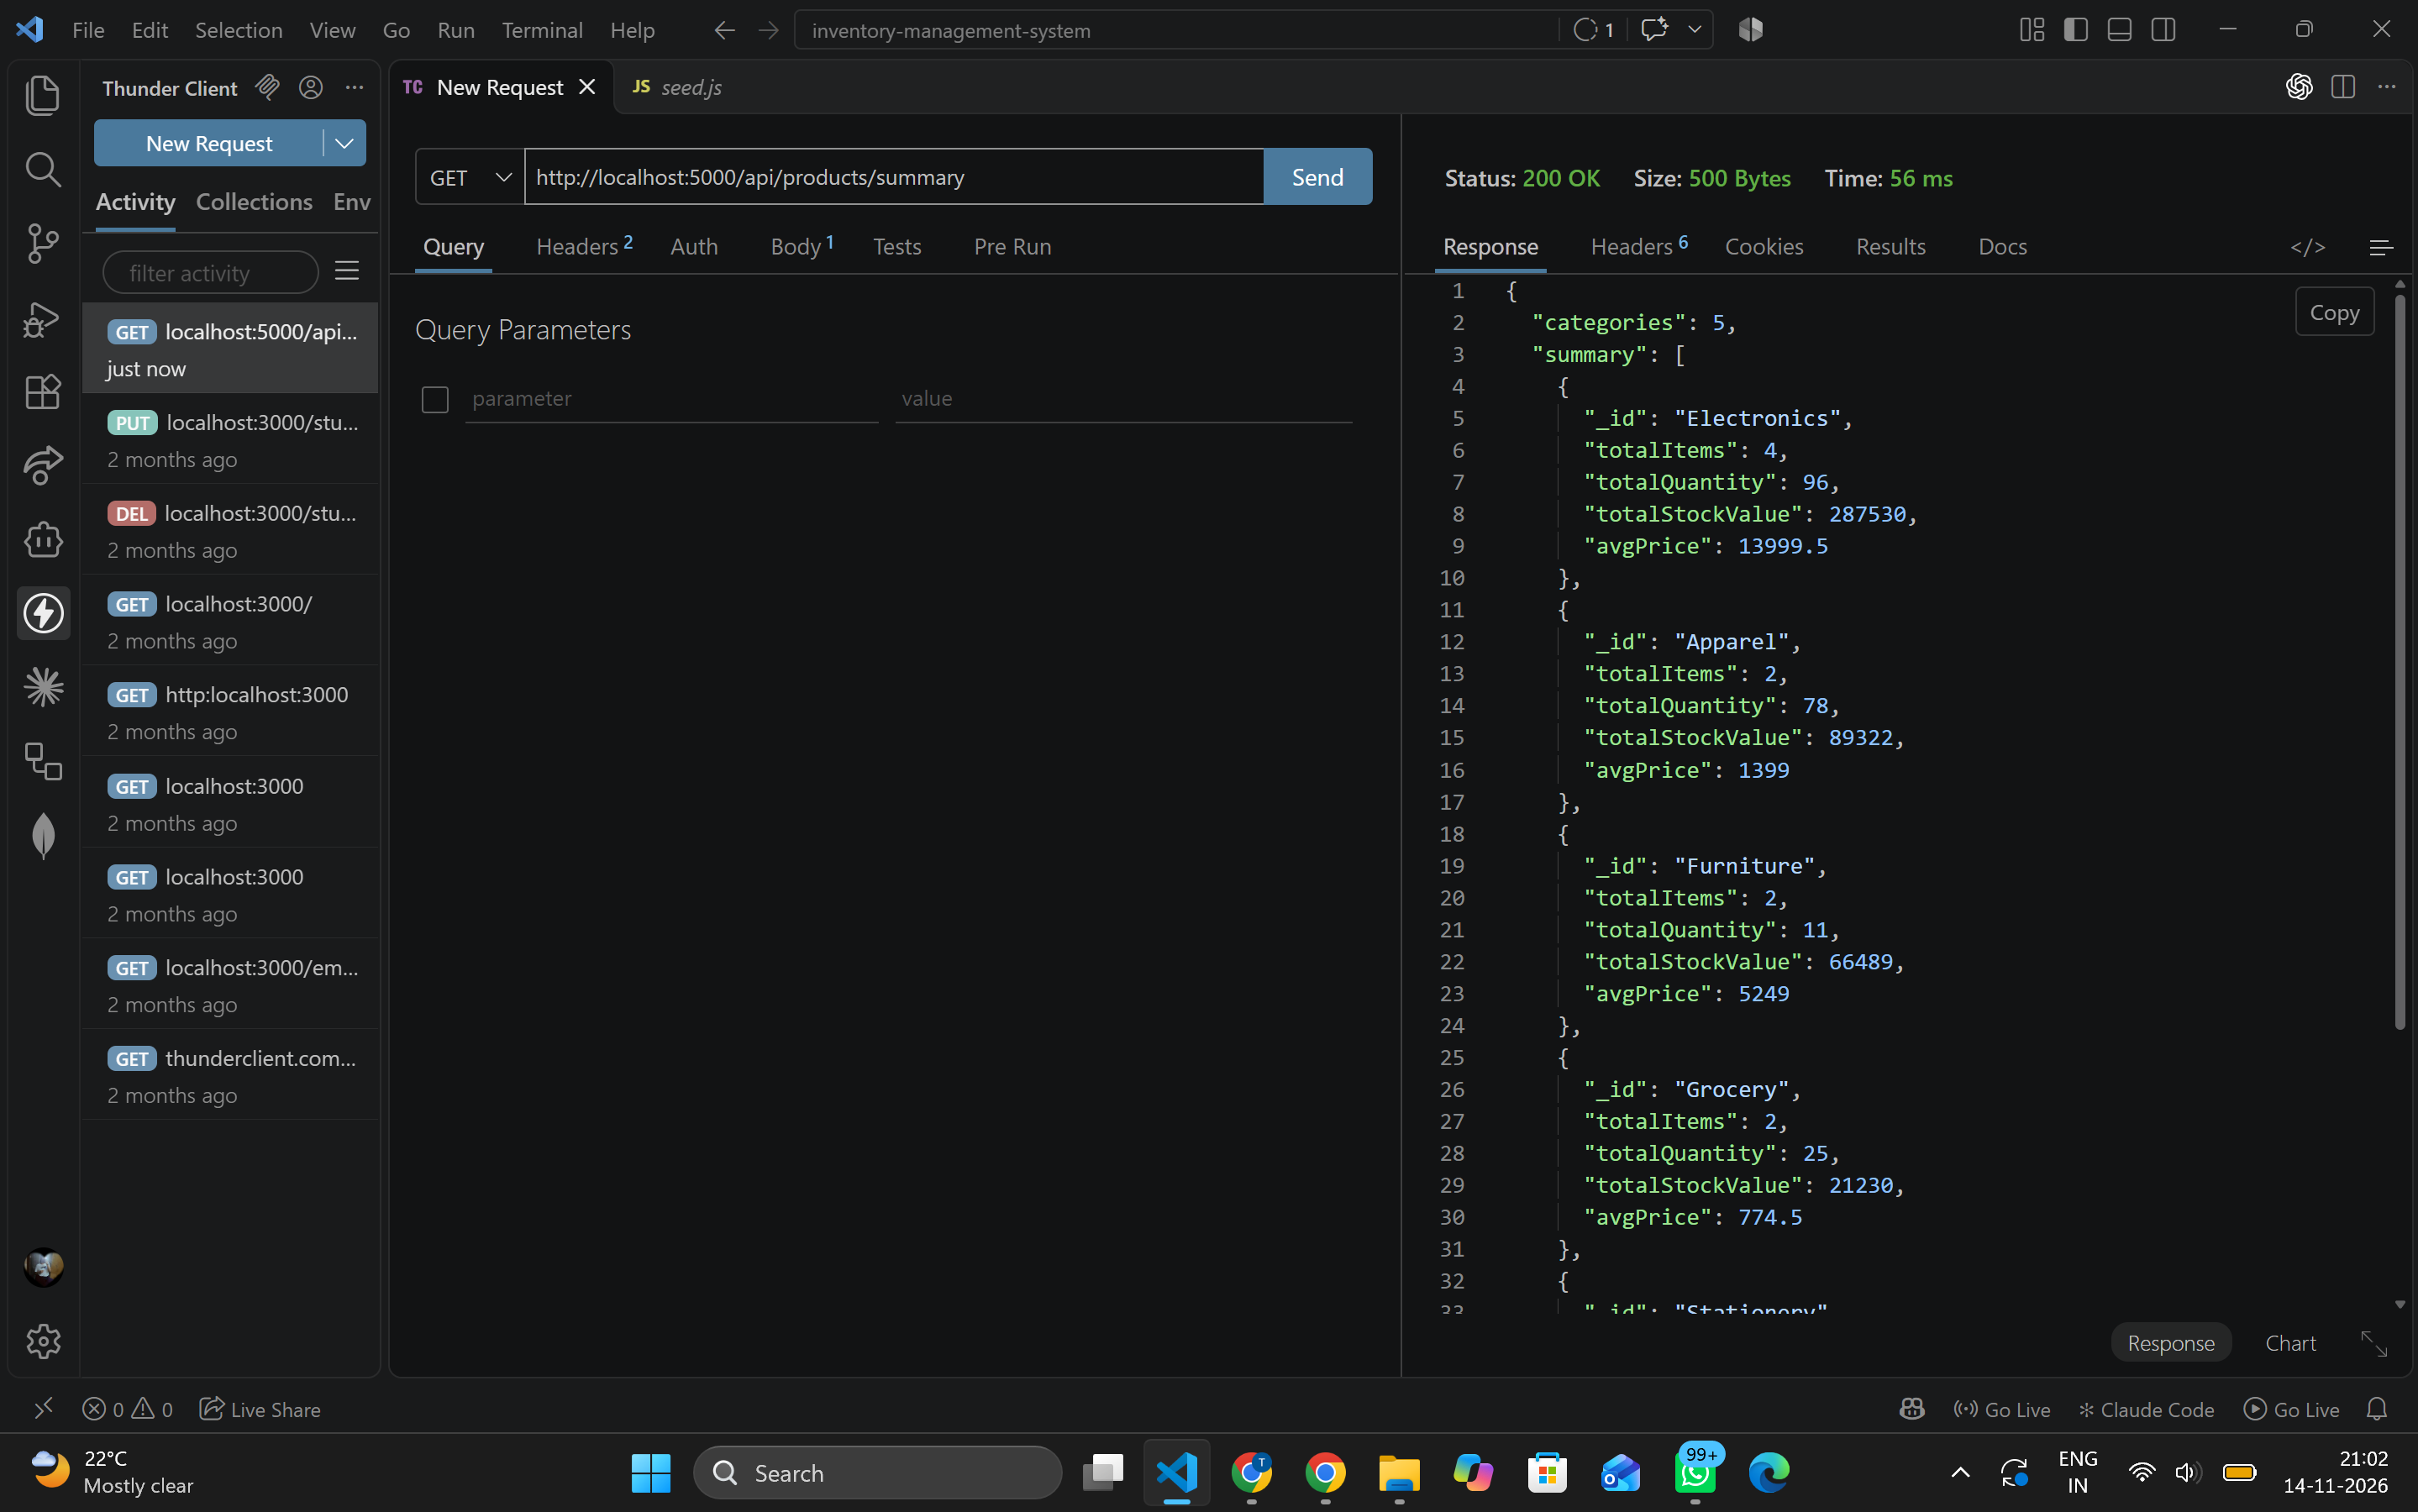 File Edit Selection View Go Run Terminal Help
inventory-management-system
1
Thunder Client
New Request
Activity Collections Env
filter activity
GET localhost:5000/api...
just now
PUT localhost:3000/stu...
2 months ago
DEL localhost:3000/stu...
2 months ago
GET localhost:3000/
2 months ago
GET http:localhost:3000
2 months ago
GET localhost:3000
2 months ago
GET localhost:3000
2 months ago
GET localhost:3000/em...
2 months ago
GET thunderclient.com...
2 months ago
TC New Request
JS seed.js
GET http://localhost:5000/api/products/summary Send
Query Headers 2 Auth Body 1 Tests Pre Run
Query Parameters
parameter value
Status: 200 OK Size: 500 Bytes Time: 56 ms
Response Headers 6 Cookies Results Docs </>
Copy
1 {
2 "categories": 5,
3 "summary": [
4 {
5 "_id": "Electronics",
6 "totalItems": 4,
7 "totalQuantity": 96,
8 "totalStockValue": 287530,
9 "avgPrice": 13999.5
10 },
11 {
12 "_id": "Apparel",
13 "totalItems": 2,
14 "totalQuantity": 78,
15 "totalStockValue": 89322,
16 "avgPrice": 1399
17 },
18 {
19 "_id": "Furniture",
20 "totalItems": 2,
21 "totalQuantity": 11,
22 "totalStockValue": 66489,
23 "avgPrice": 5249
24 },
25 {
26 "_id": "Grocery",
27 "totalItems": 2,
28 "totalQuantity": 25,
29 "totalStockValue": 21230,
30 "avgPrice": 774.5
31 },
32 {
33 "_id": "Stationery"
Response Chart
0 0 Live Share
Go Live Claude Code Go Live
22°C
Mostly clear
Search
T
99+
ENG
IN
21:02
14-11-2026